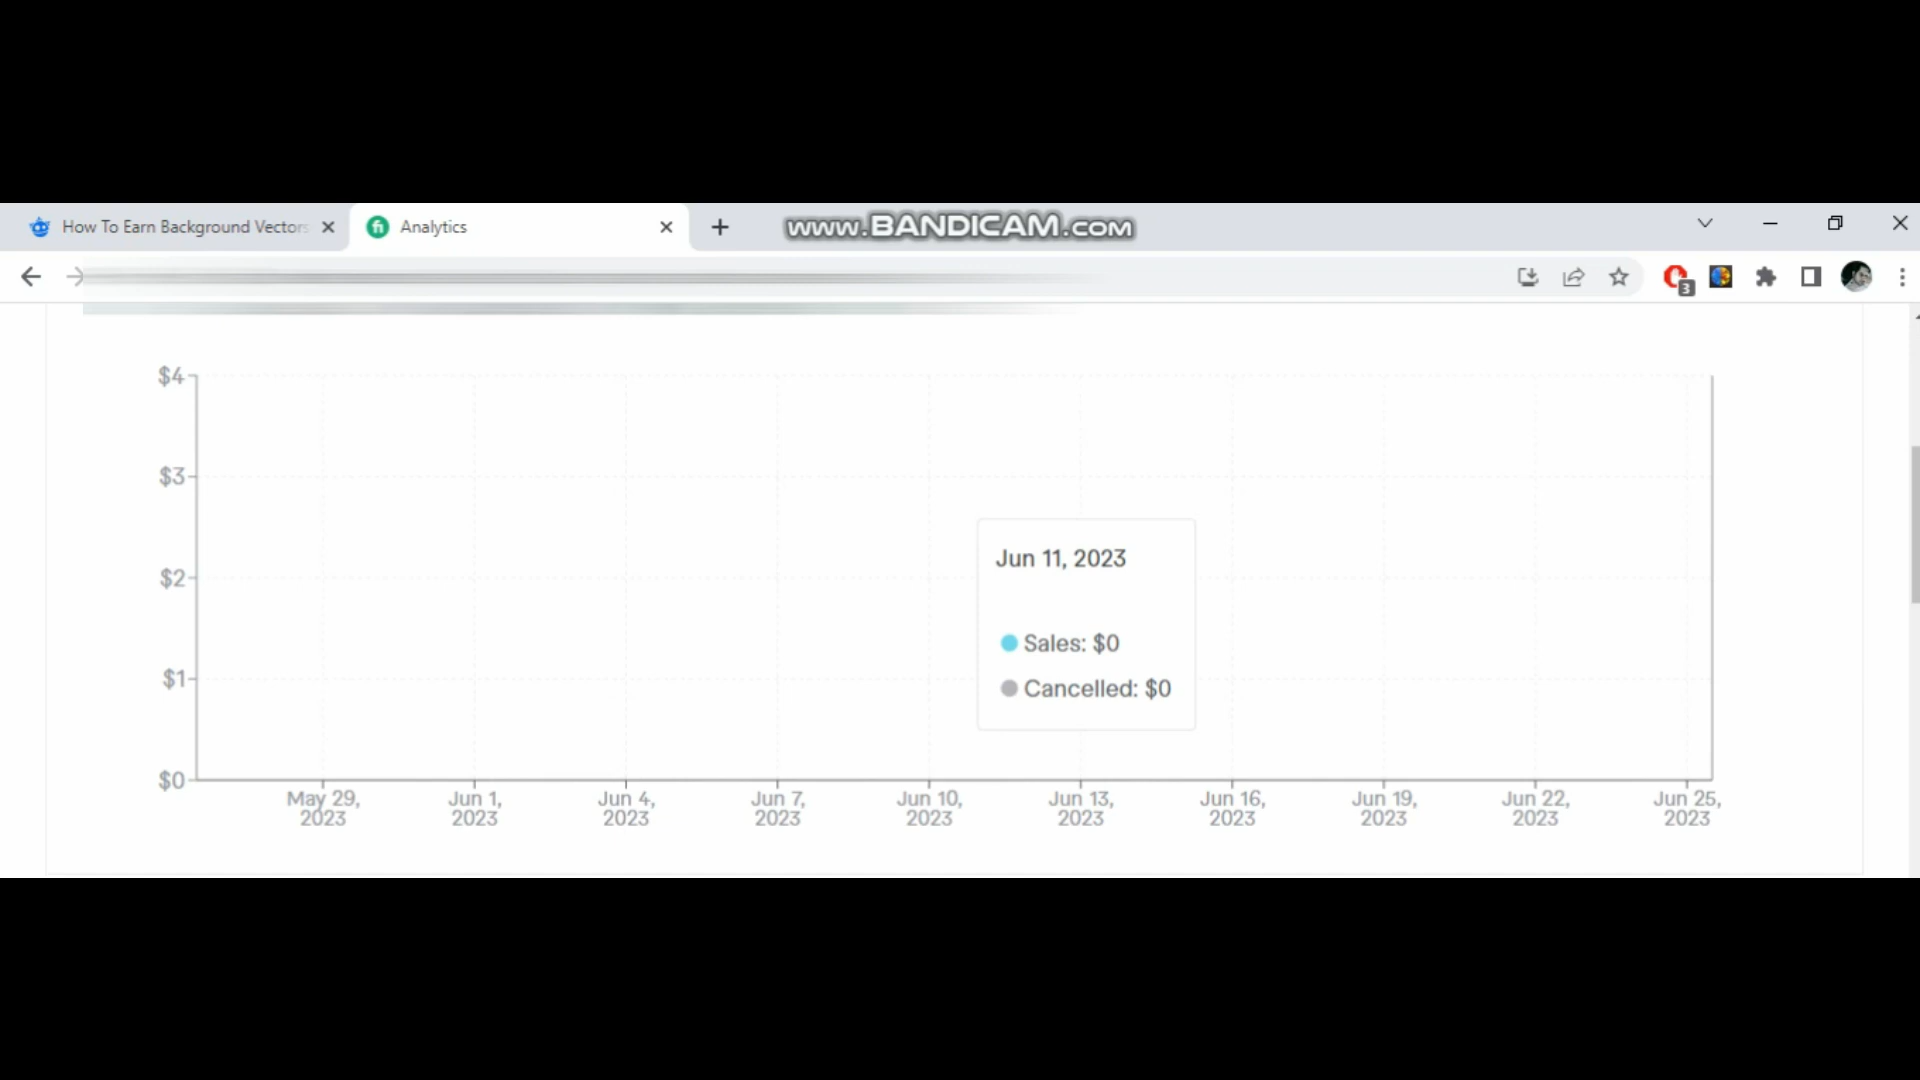 How To Earn Background Vectors
Analytics
www.BANDICAM.com
3
$4
$3
$2
$1
$0
Jun 11, 2023
Sales: $0
Cancelled: $0
May 29, 2023
Jun 1, 2023
Jun 4, 2023
Jun 7, 2023
Jun 10, 2023
Jun 13, 2023
Jun 16, 2023
Jun 19, 2023
Jun 22, 2023
Jun 25, 2023